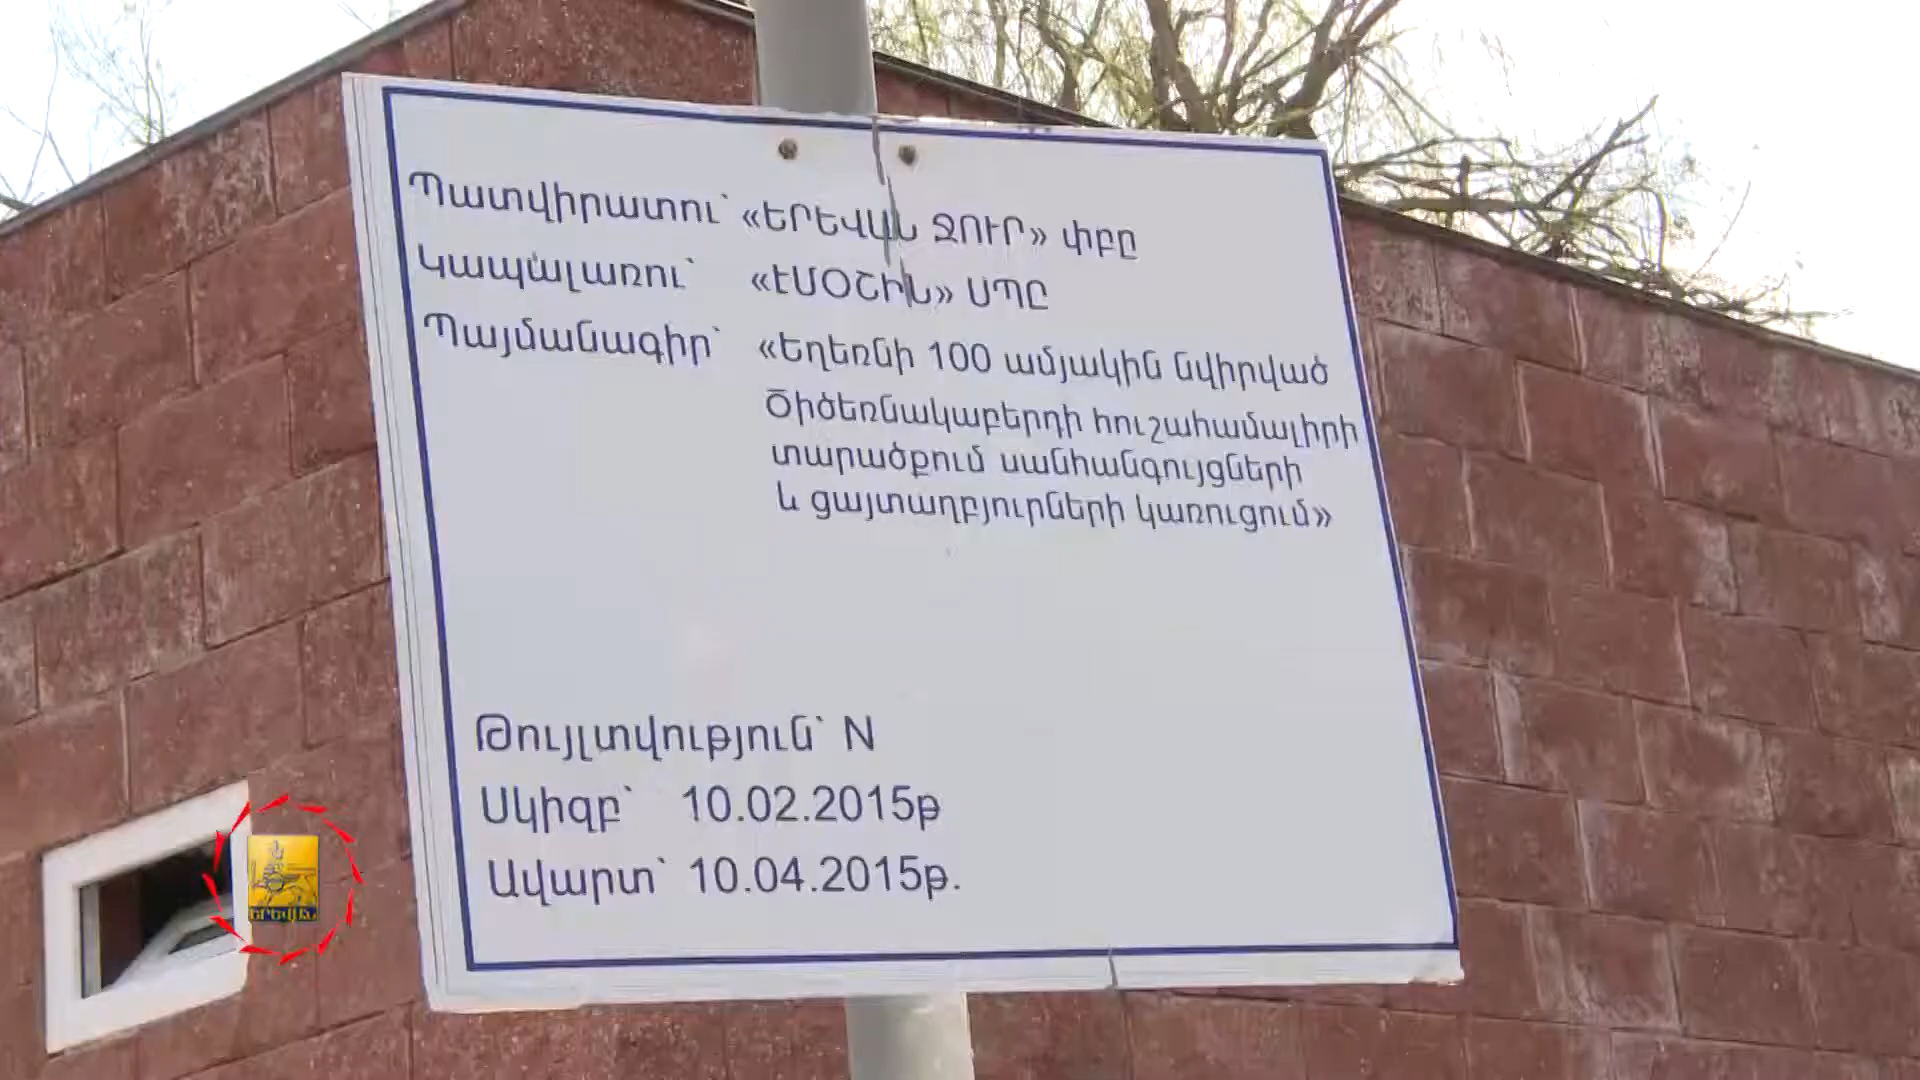 Պատվիրատու՝ «ԵՐԵՎԱՆ ՋՈՒՐ» փբը
Կապալառու՝ «ԷՄՕՇԻՆ» ՍՊԸ
Պայմանագիր՝ «Եղեռնի 100 ամյակին նվիրված
Ծիծեռնակաբերդի հուշահամալիրի
տարածքում սանհանգույցների
և ցայտաղբյուրների կառուցում»
Թույլտվություն՝ N
Սկիզբ՝ 10.02.2015թ
Ավարտ՝ 10.04.2015թ.
ԵՐԵՎԱՆ